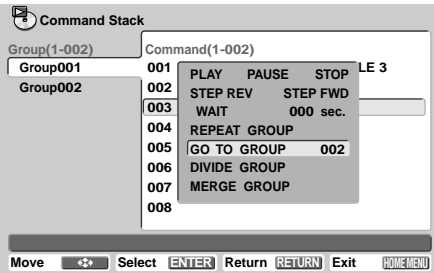 Command Stack
Group(1-002)
Group001
Group002
Command(1-002)
001 LE 3
002
003
004
005
006
007
008
PLAY PAUSE STOP
STEP REV STEP FWD
WAIT 000 sec.
REPEAT GROUP
GO TO GROUP 002
DIVIDE GROUP
MERGE GROUP
Move Select ENTER Return RETURN Exit HOME MENU